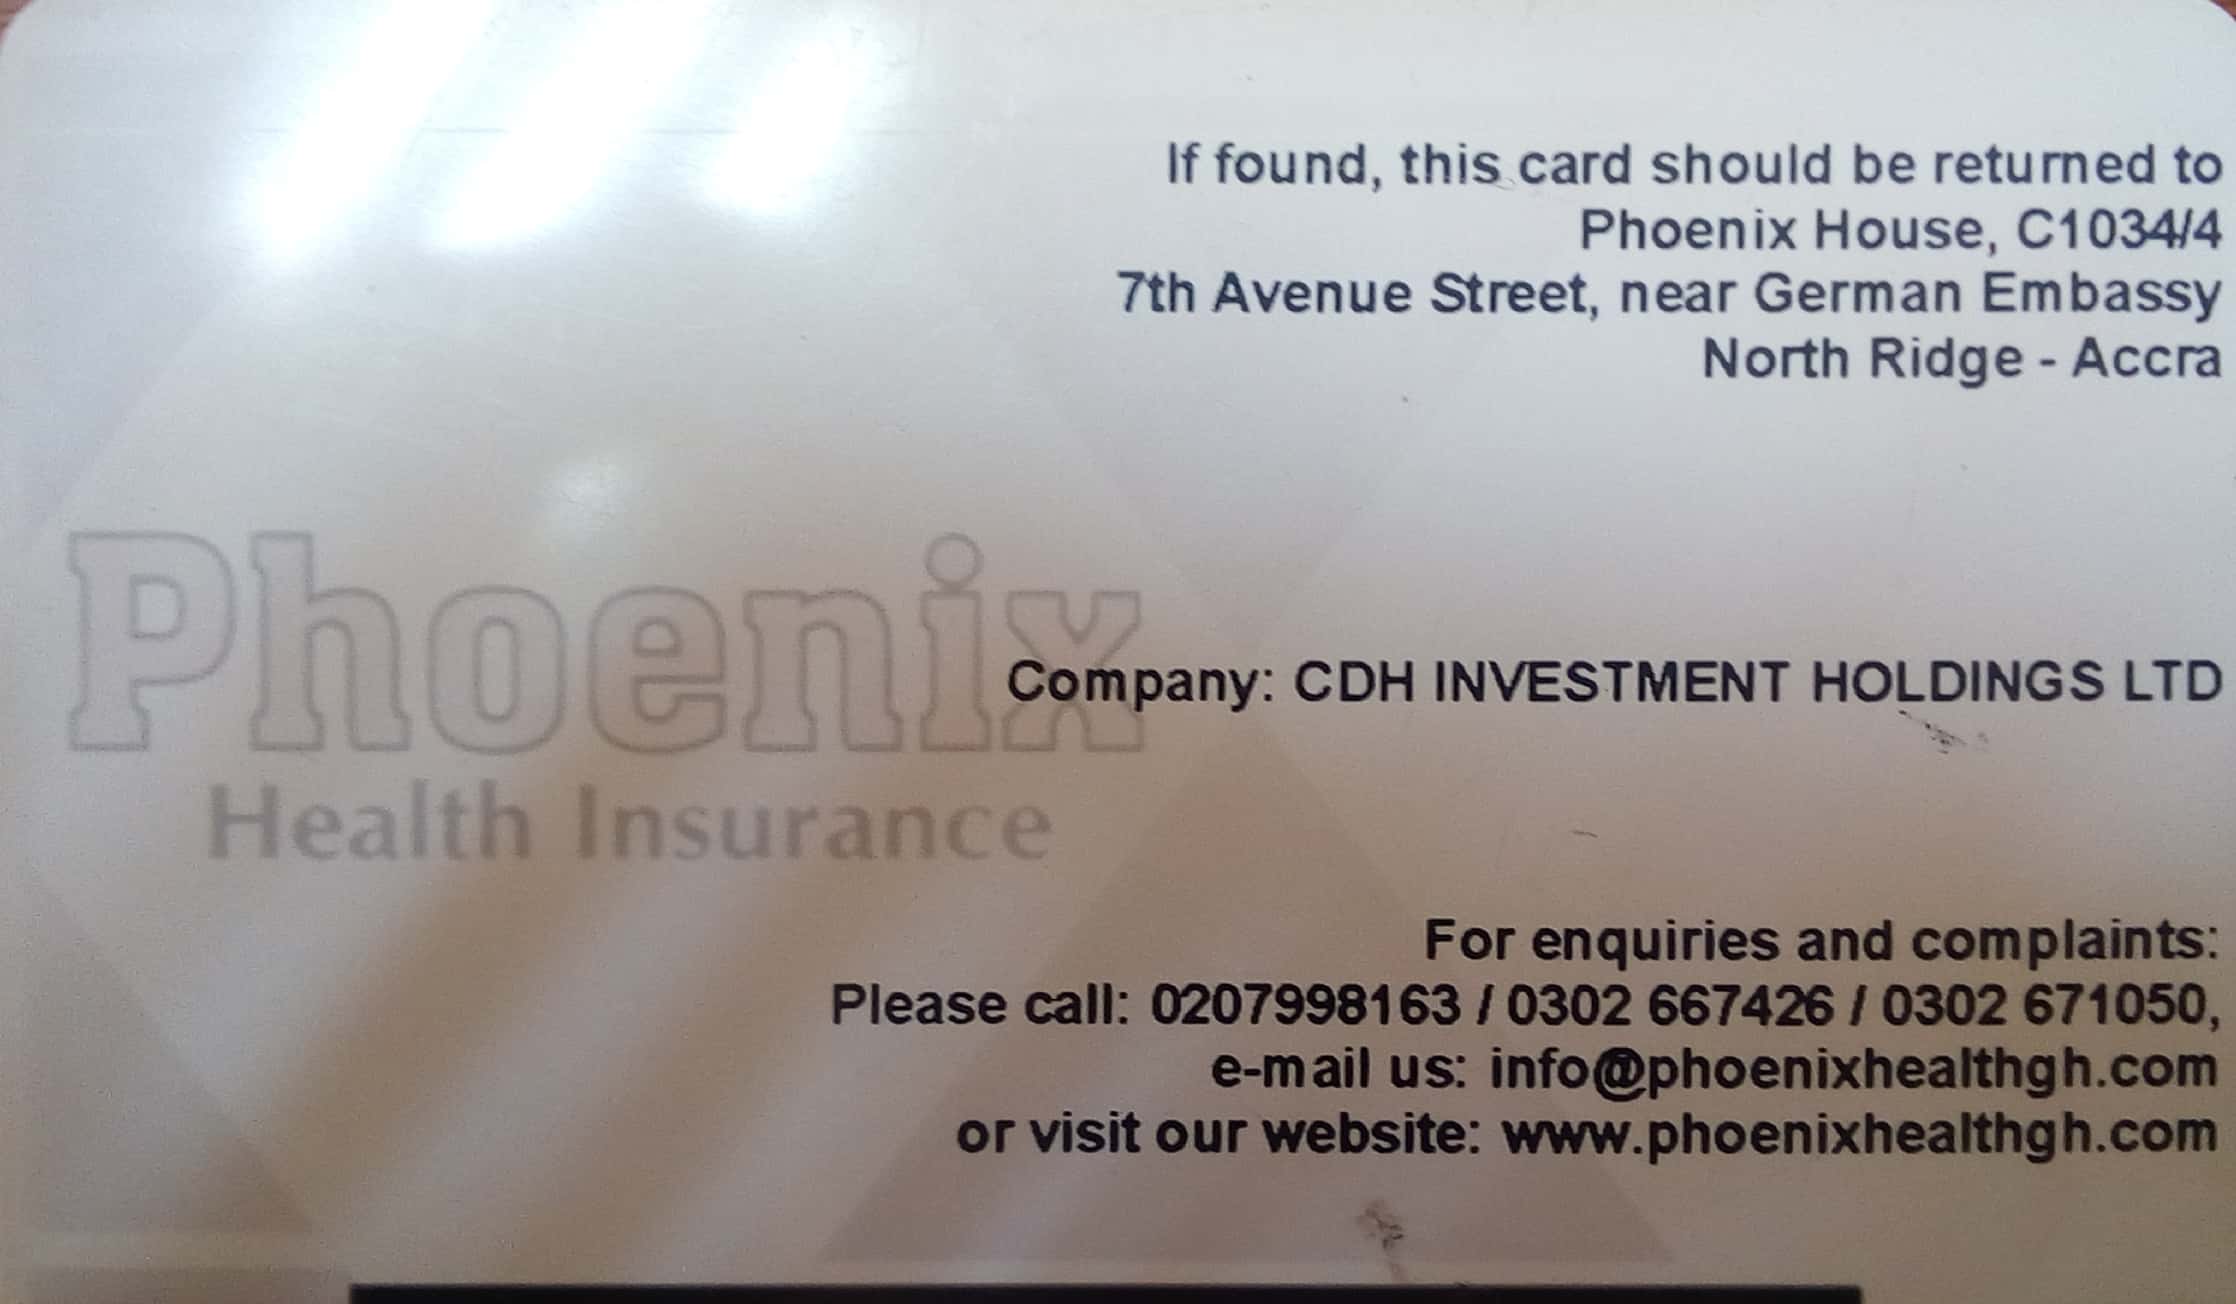 If found, this card should be returned to
Phoenix House, C1034/4
7th Avenue Street, near German Embassy
North Ridge - Accra
Phoenix
Health Insurance
Company: CDH INVESTMENT HOLDINGS LTD
For enquiries and complaints:
Please call: 0207998163 / 0302 667426 / 0302 671050,
e-mail us: info@phoenixhealthgh.com
or visit our website: www.phoenixhealthgh.com